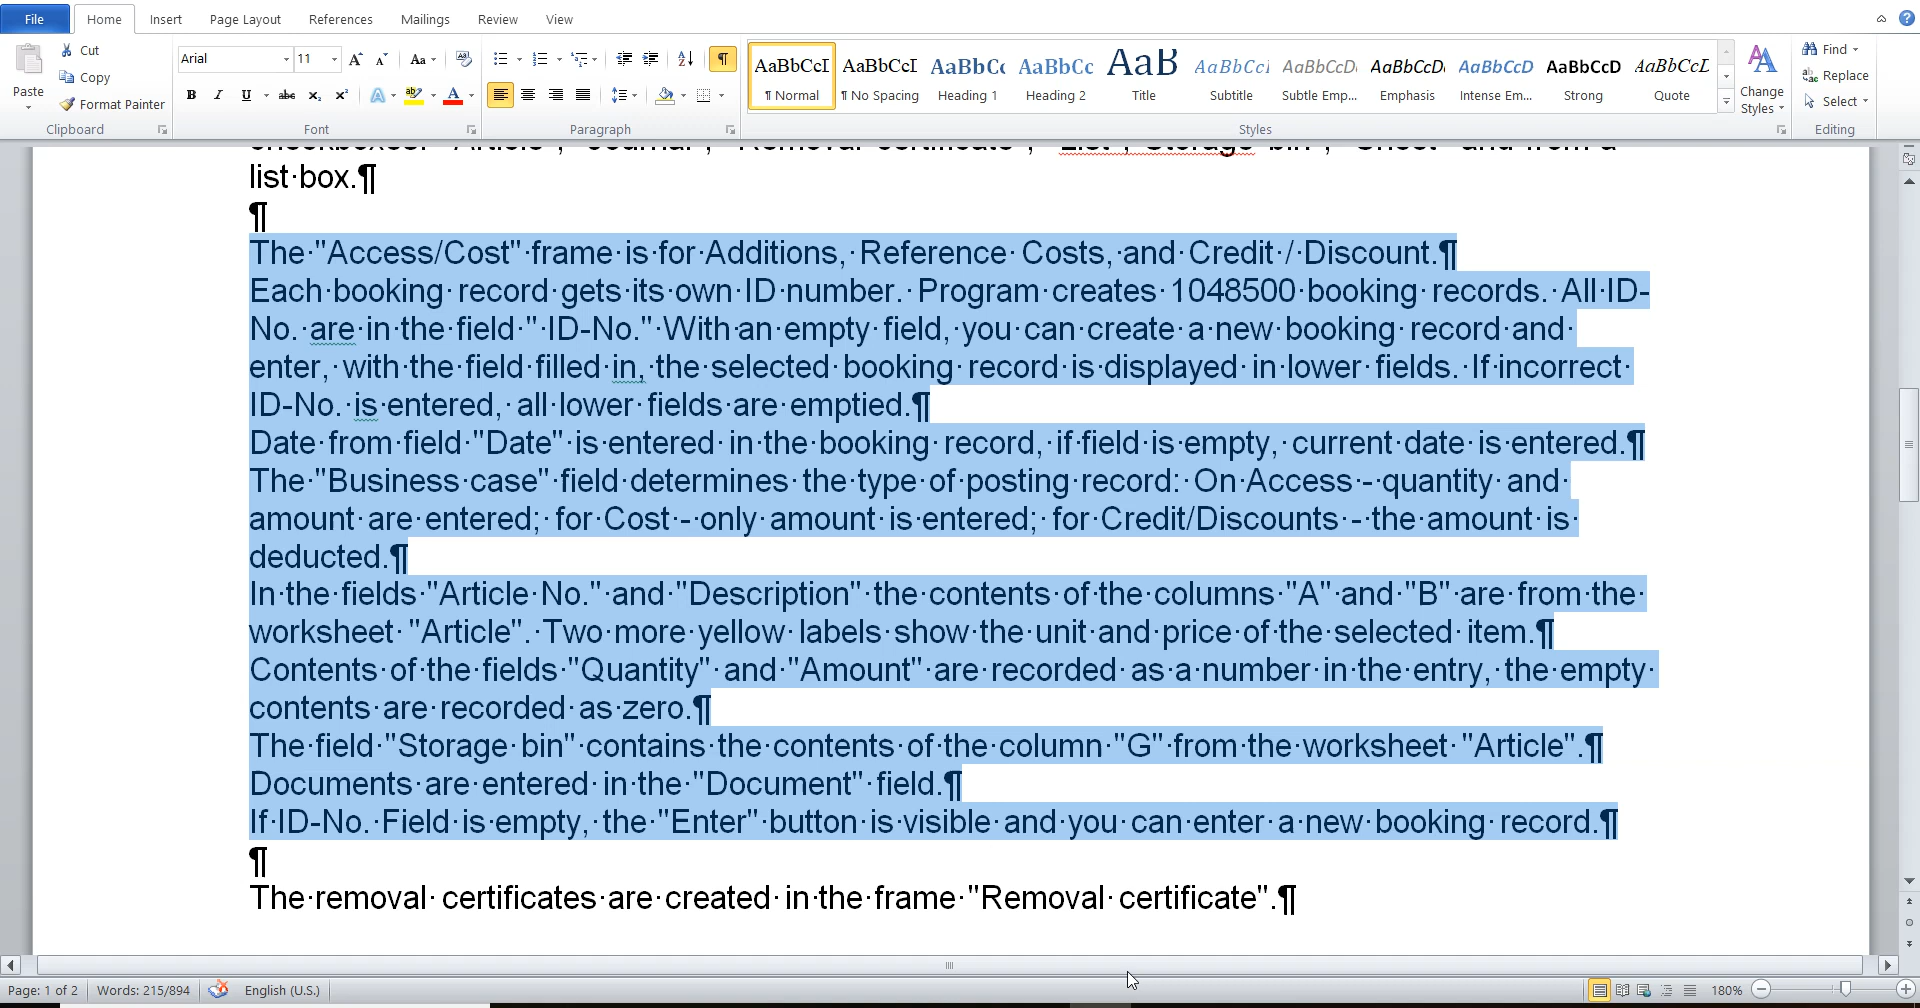 File Home Insert Page Layout References Mailings Review View
Cut
Copy
Format Painter
Paste
Clipboard
Arial 11
Font
Paragraph
AaBbCcI AaBbCcI AaBbCc AaBbCc AaB AaBbCcI AaBbCcDi AaBbCcDi AaBbCcD AaBbCcD AaBbCcL
¶ Normal ¶ No Spacing Heading 1 Heading 2 Title Subtitle Subtle Emp... Emphasis Intense Em... Strong Quote
Styles
Change Styles
Find
Replace
Select
Editing
list box.¶
¶
The "Access/Cost" frame is for Additions, Reference Costs, and Credit / Discount.¶
Each booking record gets its own ID number. Program creates 1048500 booking records. All ID-
No. are in the field " ID-No." With an empty field, you can create a new booking record and
enter, with the field filled in, the selected booking record is displayed in lower fields. If incorrect
ID-No. is entered, all lower fields are emptied.¶
Date from field "Date" is entered in the booking record, if field is empty, current date is entered.¶
The "Business case" field determines the type of posting record: On Access - quantity and
amount are entered; for Cost - only amount is entered; for Credit/Discounts - the amount is
deducted.¶
In the fields "Article No." and "Description" the contents of the columns "A" and "B" are from the
worksheet "Article". Two more yellow labels show the unit and price of the selected item.¶
Contents of the fields "Quantity" and "Amount" are recorded as a number in the entry, the empty
contents are recorded as zero.¶
The field "Storage bin" contains the contents of the column "G" from the worksheet "Article".¶
Documents are entered in the "Document" field.¶
If ID-No. Field is empty, the "Enter" button is visible and you can enter a new booking record.¶
¶
The removal certificates are created in the frame "Removal certificate".¶
Page: 1 of 2 Words: 215/894 English (U.S.) 180%